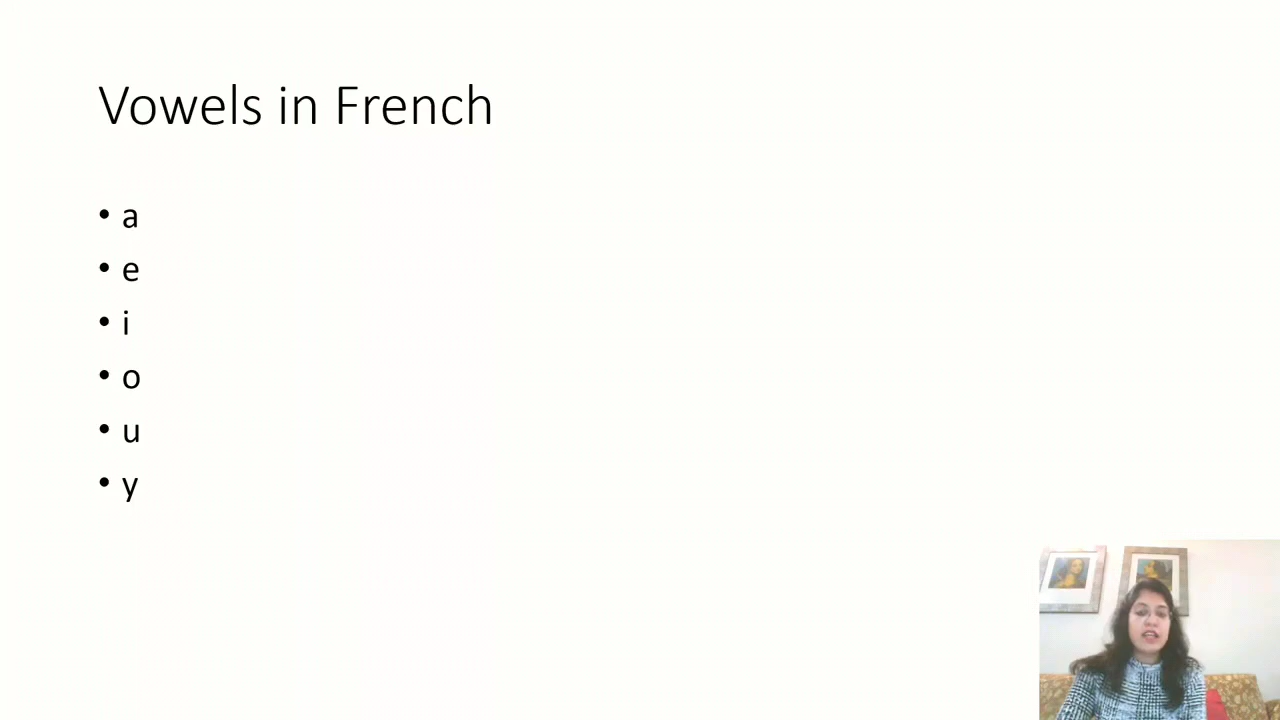 Vowels in French
• a
• e
• i
• o
• u
• y